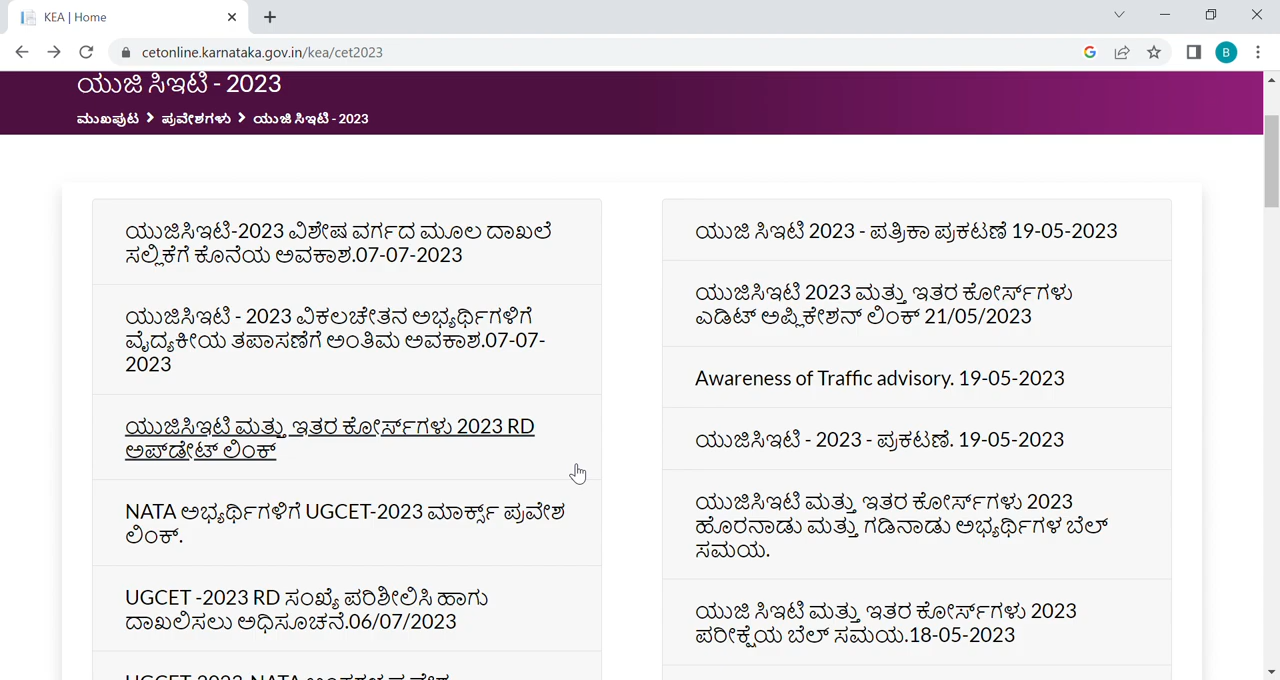 KEA | Home
cetonline.karnataka.gov.in/kea/cet2023
B
ಯುಜಿ ಸಿಇಟಿ - 2023
ಮುಖಪುಟ > ಪ್ರವೇಶಗಳು > ಯುಜಿ ಸಿಇಟಿ - 2023
ಯುಜಿಸಿಇಟಿ-2023 ವಿಶೇಷ ವರ್ಗದ ಮೂಲ ದಾಖಲೆ
ಸಲ್ಲಿಕೆಗೆ ಕೊನೆಯ ಅವಕಾಶ.07-07-2023
ಯುಜಿಸಿಇಟಿ - 2023 ವಿಕಲಚೇತನ ಅಭ್ಯರ್ಥಿಗಳಿಗೆ
ವೈದ್ಯಕೀಯ ತಪಾಸಣೆಗೆ ಅಂತಿಮ ಅವಕಾಶ.07-07-
2023
ಯುಜಿಸಿಇಟಿ ಮತ್ತು ಇತರ ಕೋರ್ಸ್‌ಗಳು 2023 RD
ಅಪ್‌ಡೇಟ್ ಲಿಂಕ್
NATA ಅಭ್ಯರ್ಥಿಗಳಿಗೆ UGCET-2023 ಮಾರ್ಕ್ಸ್ ಪ್ರವೇಶ
ಲಿಂಕ್.
UGCET -2023 RD ಸಂಖ್ಯೆ ಪರಿಶೀಲಿಸಿ ಹಾಗು
ದಾಖಲಿಸಲು ಅಧಿಸೂಚನೆ.06/07/2023
ಯುಜಿ ಸಿಇಟಿ 2023 - ಪತ್ರಿಕಾ ಪ್ರಕಟಣೆ 19-05-2023
ಯುಜಿಸಿಇಟಿ 2023 ಮತ್ತು ಇತರ ಕೋರ್ಸ್‌ಗಳು
ಎಡಿಟ್ ಅಪ್ಲಿಕೇಶನ್ ಲಿಂಕ್ 21/05/2023
Awareness of Traffic advisory. 19-05-2023
ಯುಜಿಸಿಇಟಿ - 2023 - ಪ್ರಕಟಣೆ. 19-05-2023
ಯುಜಿಸಿಇಟಿ ಮತ್ತು ಇತರ ಕೋರ್ಸ್‌ಗಳು 2023
ಹೊರನಾಡು ಮತ್ತು ಗಡಿನಾಡು ಅಭ್ಯರ್ಥಿಗಳ ಬೆಲ್
ಸಮಯ.
ಯುಜಿ ಸಿಇಟಿ ಮತ್ತು ಇತರ ಕೋರ್ಸ್‌ಗಳು 2023
ಪರೀಕ್ಷೆಯ ಬೆಲ್ ಸಮಯ.18-05-2023